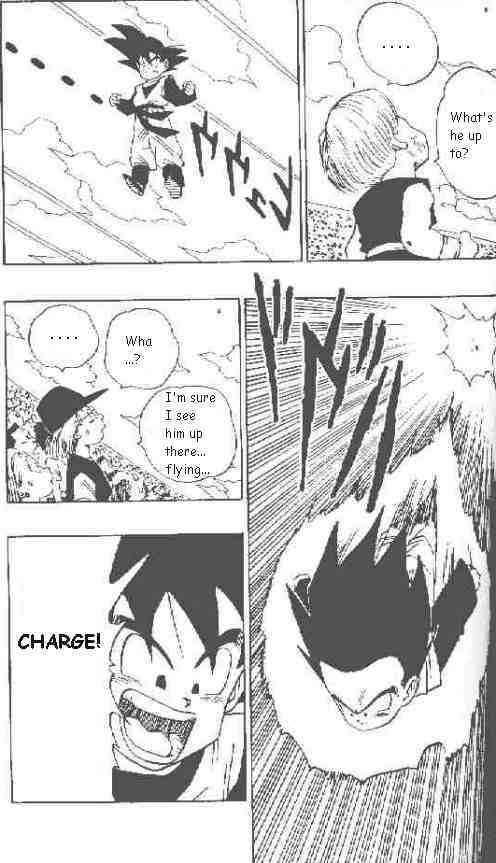 ....
What's
he up
to?
....
Wha
...?
I'm sure
I see
him up
there...
flying...
CHARGE!